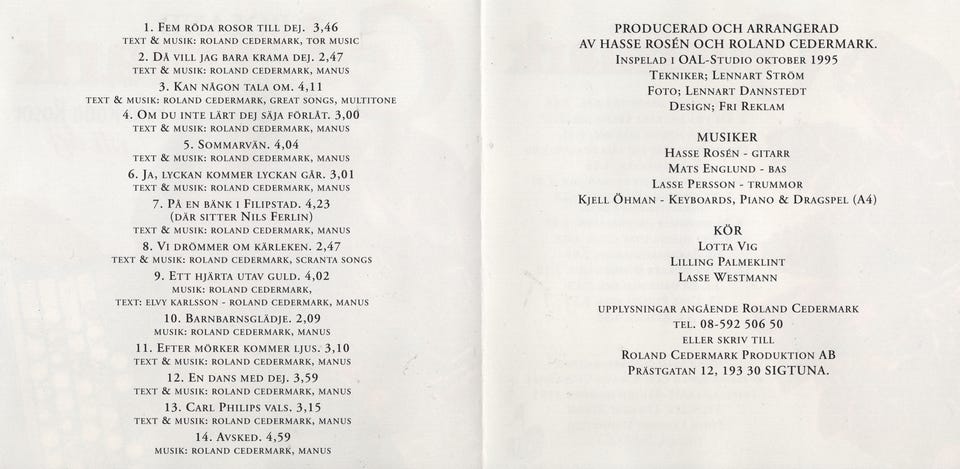 1. Fem röda rosor till dej. 3,46
text & musik: roland cedermark, tor music
2. Då vill jag bara krama dej. 2,47
text & musik: roland cedermark, manus
3. Kan någon tala om. 4,11
text & musik: roland cedermark, great songs, multitone
4. Om du inte lärt dej säja förlåt. 3,00
text & musik: roland cedermark, manus
5. Sommarvän. 4,04
text & musik: roland cedermark, manus
6. Ja, lyckan kommer lyckan går. 3,01
text & musik: roland cedermark, manus
7. På en bänk i Filipstad. 4,23
(där sitter Nils Ferlin)
text & musik: roland cedermark, manus
8. Vi drömmer om kärleken. 2,47
text & musik: roland cedermark, scranta songs
9. Ett hjärta utav guld. 4,02
musik: roland cedermark,
text: elvy karlsson - roland cedermark, manus
10. Barnbarnsglädje. 2,09
musik: roland cedermark, manus
11. Efter mörker kommer ljus. 3,10
text & musik: roland cedermark, manus
12. En dans med dej. 3,59
text & musik: roland cedermark, manus
13. Carl Philips vals. 3,15
text & musik: roland cedermark, manus
14. Avsked. 4,59
musik: roland cedermark, manus
PRODUCERAD OCH ARRANGERAD
AV HASSE ROSÉN OCH ROLAND CEDERMARK.
Inspelad i OAL-Studio oktober 1995
Tekniker; Lennart Ström
Foto; Lennart Dannstedt
Design; Fri Reklam
MUSIKER
Hasse Rosén - gitarr
Mats Englund - bas
Lasse Persson - trummor
Kjell Öhman - Keyboards, Piano & Dragspel (A4)
KÖR
Lotta Vig
Lilling Palmeklint
Lasse Westmann
upplysningar angående Roland Cedermark
tel. 08-592 506 50
eller skriv till
Roland Cedermark Produktion AB
Prästgatan 12, 193 30 SIGTUNA.